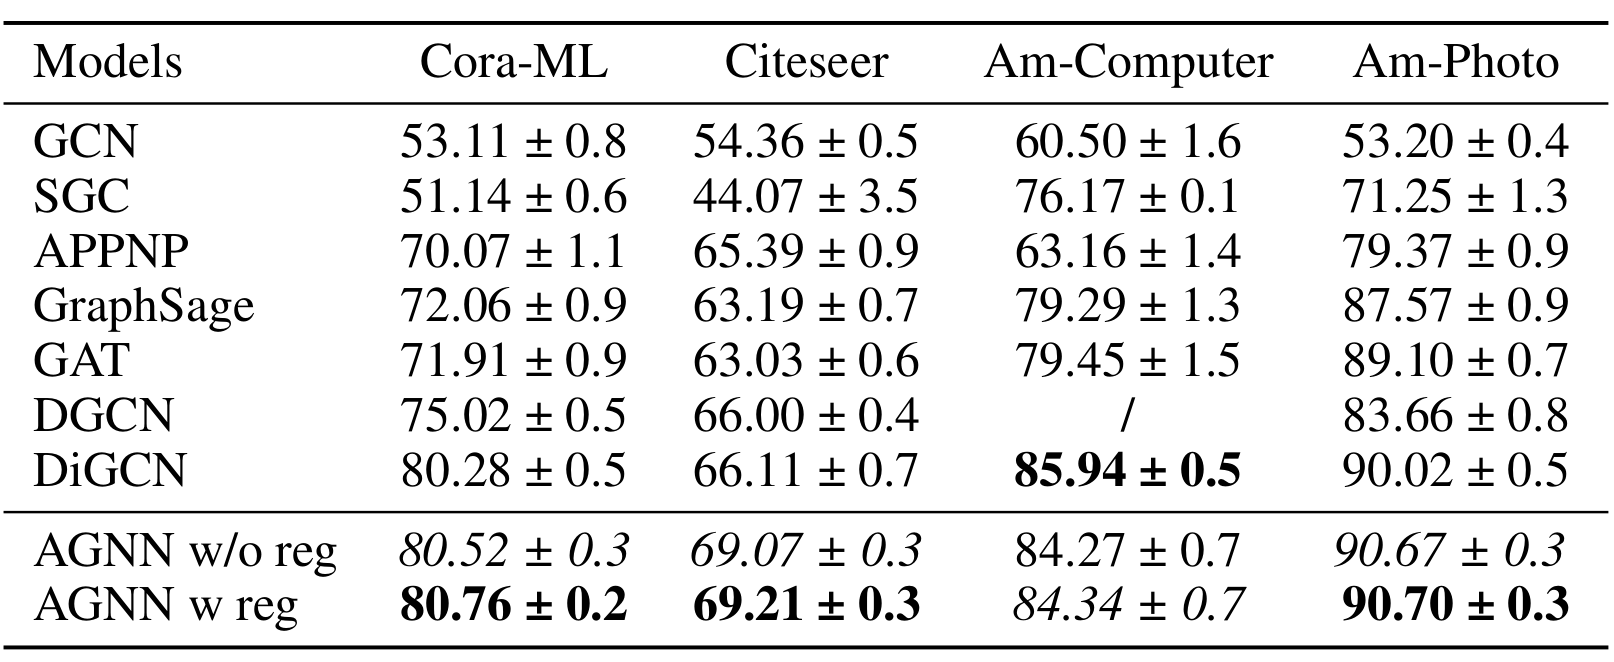 Models Cora-ML Citeseer Am-Computer Am-Photo
GCN 53.11 ± 0.8 54.36 ± 0.5 60.50 ± 1.6 53.20 ± 0.4
SGC 51.14 ± 0.6 44.07 ± 3.5 76.17 ± 0.1 71.25 ± 1.3
APPNP 70.07 ± 1.1 65.39 ± 0.9 63.16 ± 1.4 79.37 ± 0.9
GraphSage 72.06 ± 0.9 63.19 ± 0.7 79.29 ± 1.3 87.57 ± 0.9
GAT 71.91 ± 0.9 63.03 ± 0.6 79.45 ± 1.5 89.10 ± 0.7
DGCN 75.02 ± 0.5 66.00 ± 0.4 / 83.66 ± 0.8
DiGCN 80.28 ± 0.5 66.11 ± 0.7 85.94 ± 0.5 90.02 ± 0.5
AGNN w/o reg 80.52 ± 0.3 69.07 ± 0.3 84.27 ± 0.7 90.67 ± 0.3
AGNN w reg 80.76 ± 0.2 69.21 ± 0.3 84.34 ± 0.7 90.70 ± 0.3